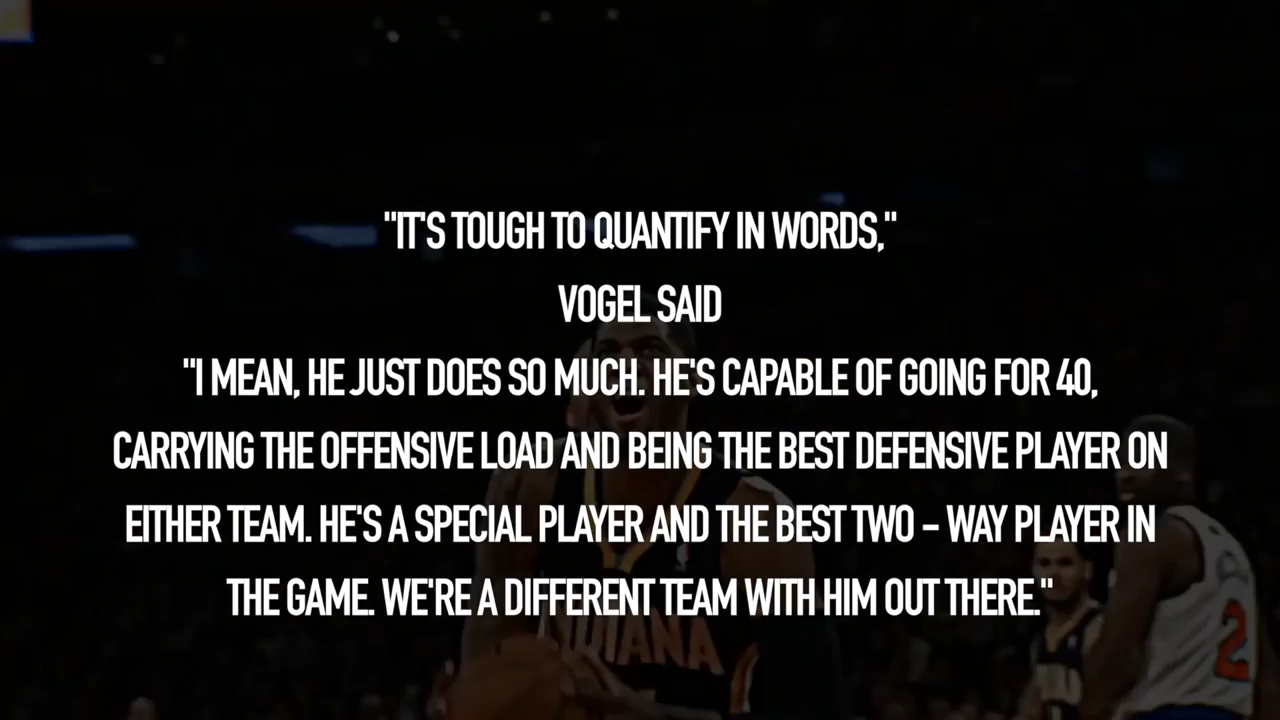 "IT'S TOUGH TO QUANTIFY IN WORDS,"
VOGEL SAID
"I MEAN, HE JUST DOES SO MUCH. HE'S CAPABLE OF GOING FOR 40,
CARRYING THE OFFENSIVE LOAD AND BEING THE BEST DEFENSIVE PLAYER ON
EITHER TEAM. HE'S A SPECIAL PLAYER AND THE BEST TWO - WAY PLAYER IN
THE GAME. WE'RE A DIFFERENT TEAM WITH HIM OUT THERE."
INDIANA
2